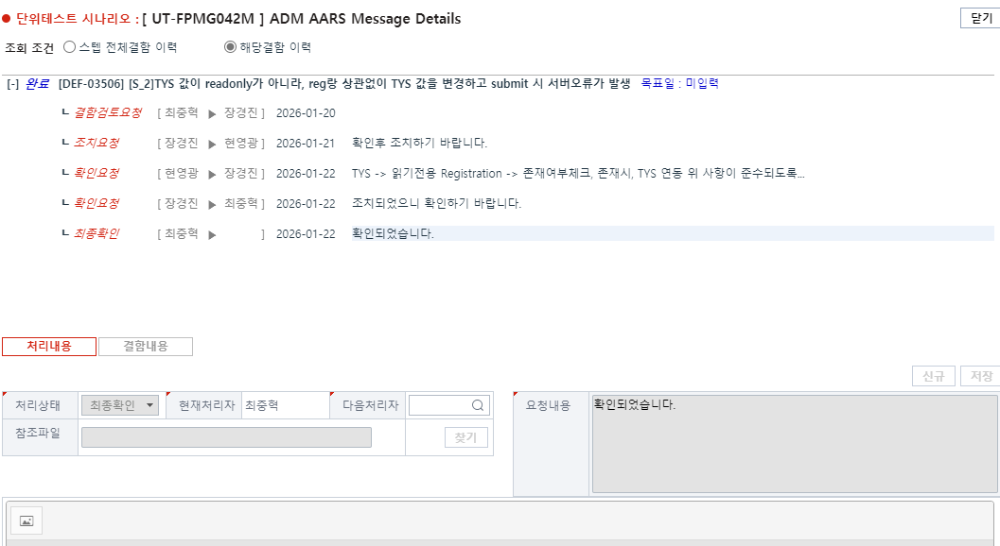 ● 단위테스트 시나리오 : [ UT-FPMG042M ] ADM AARS Message Details 닫기
조회 조건 스텝 전체결함 이력 해당결함 이력
[-] 완료 [DEF-03506] [S_2]TYS 값이 readonly가 아니라, reg랑 상관없이 TYS 값을 변경하고 submit 시 서버오류가 발생 목표일 : 미입력
ㄴ 결함검토요청 [ 최중혁 ▶ 장경진 ] 2026-01-20
ㄴ 조치요청 [ 장경진 ▶ 현영광 ] 2026-01-21 확인후 조치하기 바랍니다.
ㄴ 확인요청 [ 현영광 ▶ 장경진 ] 2026-01-22 TYS -> 읽기전용 Registration -> 존재여부체크, 존재시, TYS 연동 위 사항이 준수되도록...
ㄴ 확인요청 [ 장경진 ▶ 최중혁 ] 2026-01-22 조치되었으니 확인하기 바랍니다.
ㄴ 최종확인 [ 최중혁 ▶ ] 2026-01-22 확인되었습니다.
처리내용 결함내용
신규 저장
처리상태 최종확인 현재처리자 최중혁 다음처리자 요청내용 확인되었습니다.
참조파일 찾기